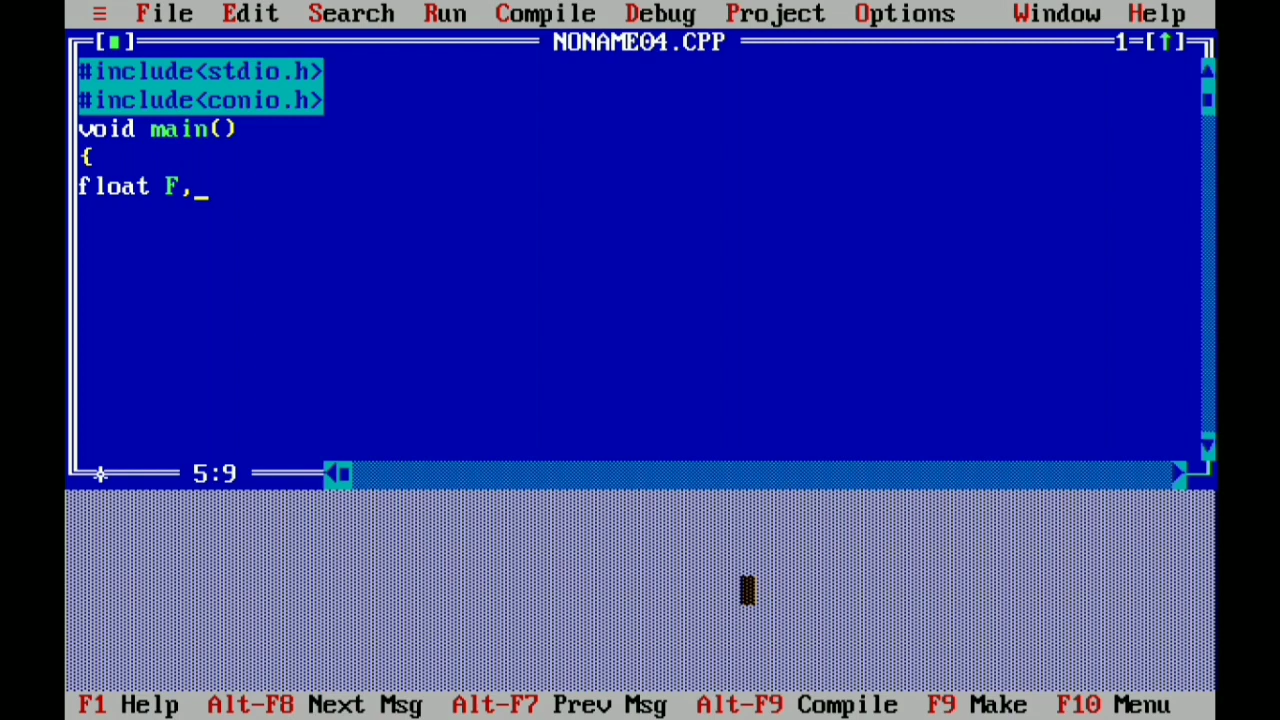 ≡ File Edit Search Run Compile Debug Project Options Window Help
[■] NONAME04.CPP 1=[↑]
#include<stdio.h>
#include<conio.h>
void main()
{
float F,_
5:9
F1 Help Alt-F8 Next Msg Alt-F7 Prev Msg Alt-F9 Compile F9 Make F10 Menu